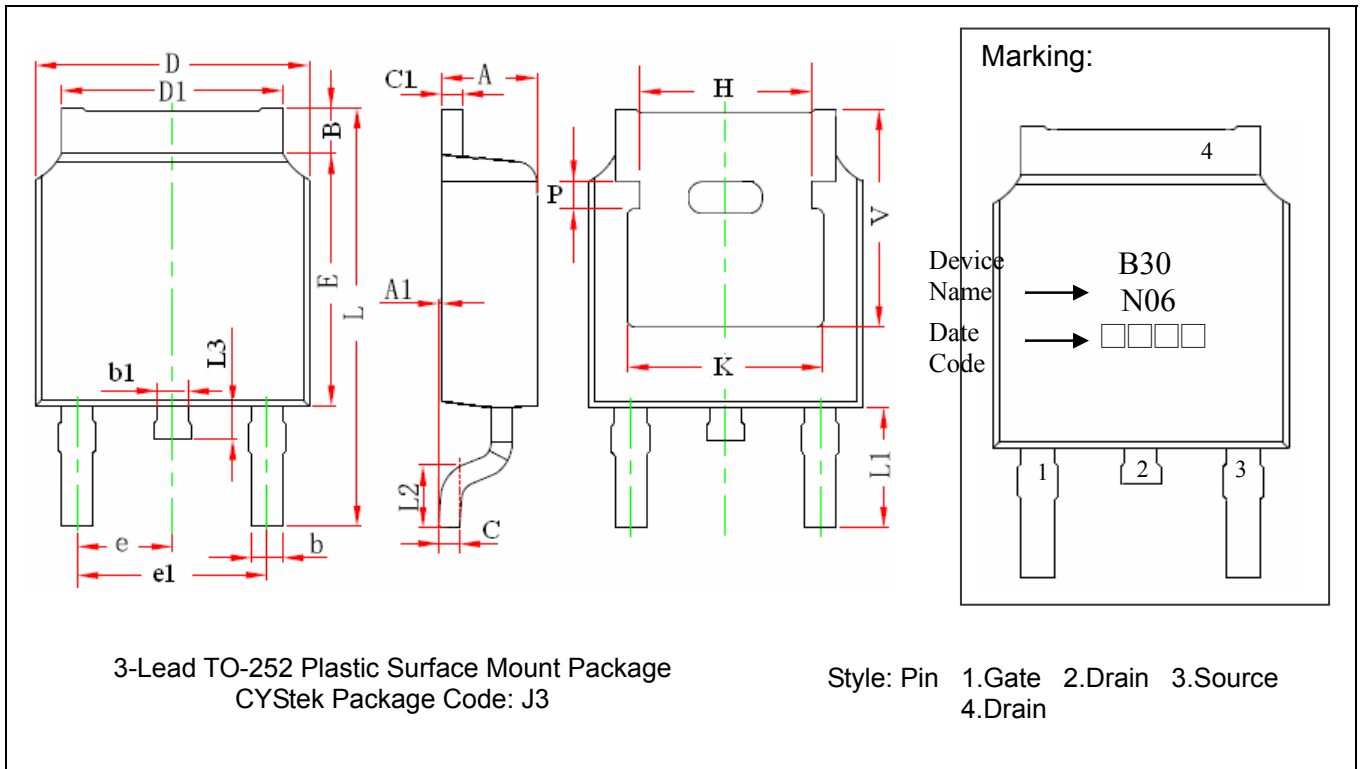 D
D1
B
E
L
L3
b1
e
e1
b
C1
A
A1
L2
C
H
P
V
K
L1
Marking:
4
Device
Name
B30
N06
Date
Code
□□□□
1
2
3
3-Lead TO-252 Plastic Surface Mount Package
CYStek Package Code: J3
Style: Pin 1.Gate 2.Drain 3.Source
4.Drain